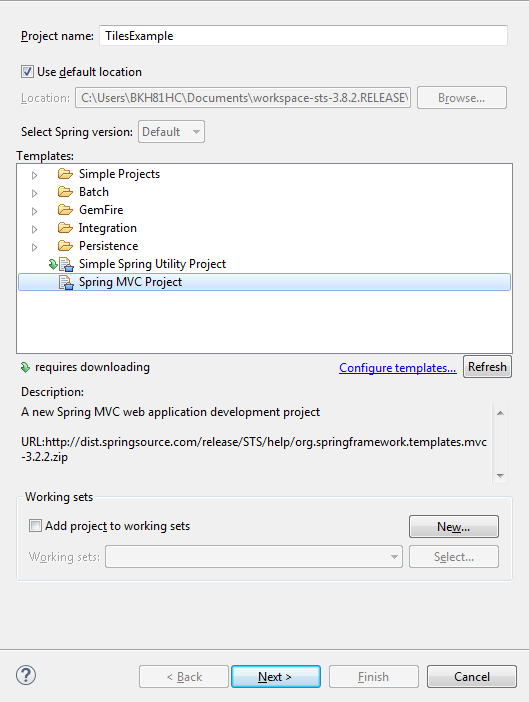 Project name: TilesExample
Use default location
Location: C:\Users\BKH81HC\Documents\workspace-sts-3.8.2.RELEASE\ Browse...
Select Spring version: Default
Templates:
Simple Projects
Batch
GemFire
Integration
Persistence
Simple Spring Utility Project
Spring MVC Project
requires downloading Configure templates... Refresh
Description:
A new Spring MVC web application development project
URL:http://dist.springsource.com/release/STS/help/org.springframework.templates.mvc
-3.2.2.zip
Working sets
Add project to working sets New...
Working sets: Select...
? < Back Next > Finish Cancel